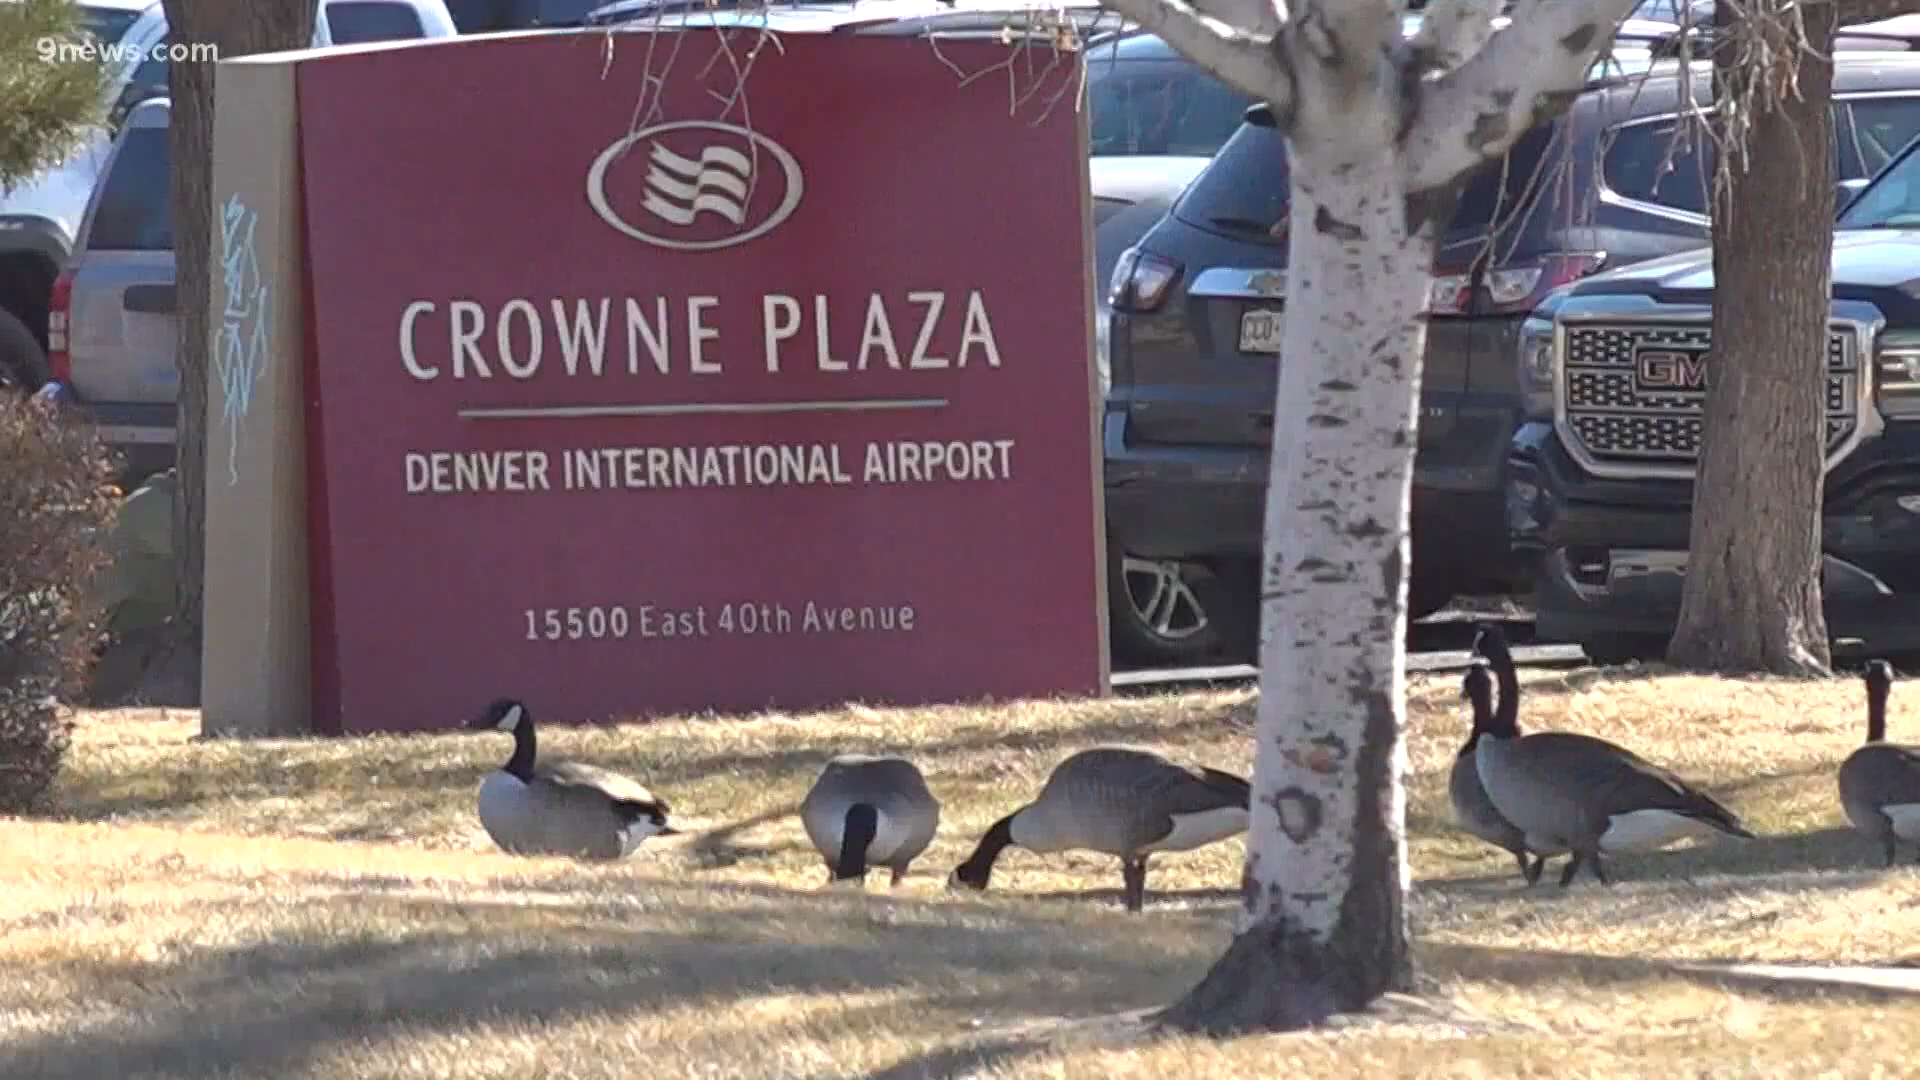 9news.com
CROWNE PLAZA
DENVER INTERNATIONAL AIRPORT
15500 East 40th Avenue
GMC